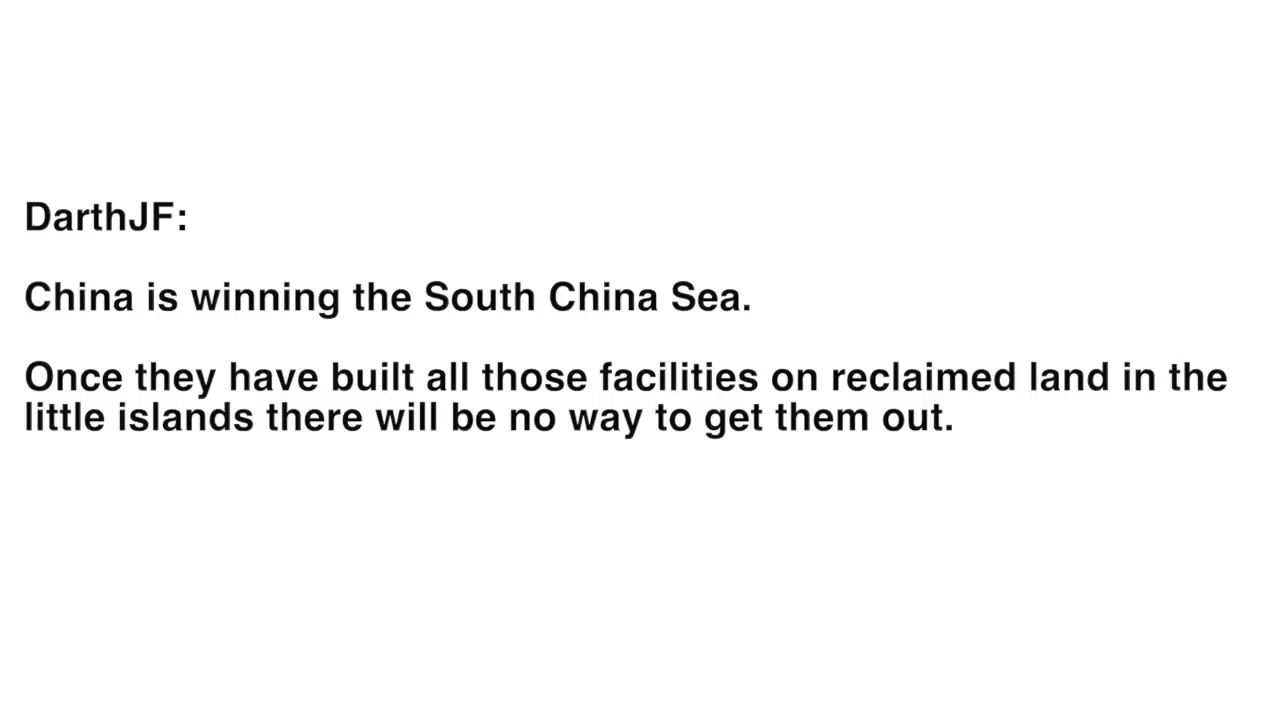 DarthJF:
China is winning the South China Sea.
Once they have built all those facilities on reclaimed land in the
little islands there will be no way to get them out.